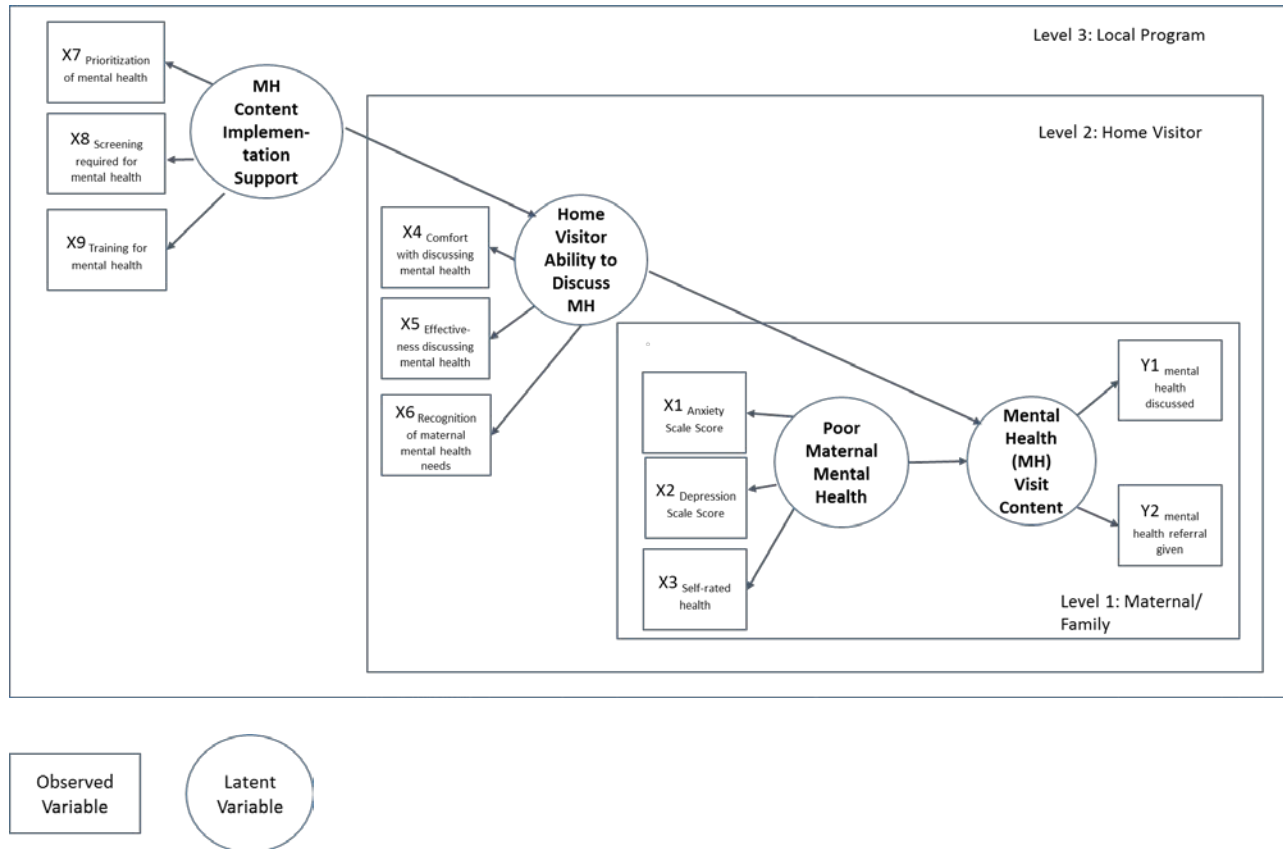 Level 3: Local Program
X7 Prioritization
of mental health
MH
Content
Implemen-
tation
Support
X8 Screening
required for
mental health
X9 Training for
mental health
Level 2: Home Visitor
Home
Visitor
Ability to
Discuss
MH
X4 Comfort
with discussing
mental health
X5 Effective-
ness discussing
mental health
X6 Recognition
of maternal
mental health
needs
X1 Anxiety
Scale Score
X2 Depression
Scale Score
X3 Self-rated
health
Poor
Maternal
Mental
Health
Mental
Health
(MH)
Visit
Content
Y1 mental
health
discussed
Y2 mental
health referral
given
Level 1: Maternal/
Family
Observed
Variable
Latent
Variable